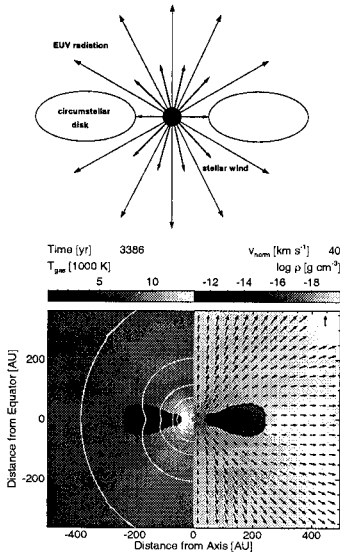 EUV radiation
circumstellar
disk
stellar wind
Time [yr] 3386 v_norm [km s⁻¹] 40
T_gas [1000 K] log ρ [g cm⁻³]
5 10 -12 -14 -16 -18
f
200
0
-200
Distance from Equator [AU]
-400 -200 0 200 400
Distance from Axis [AU]